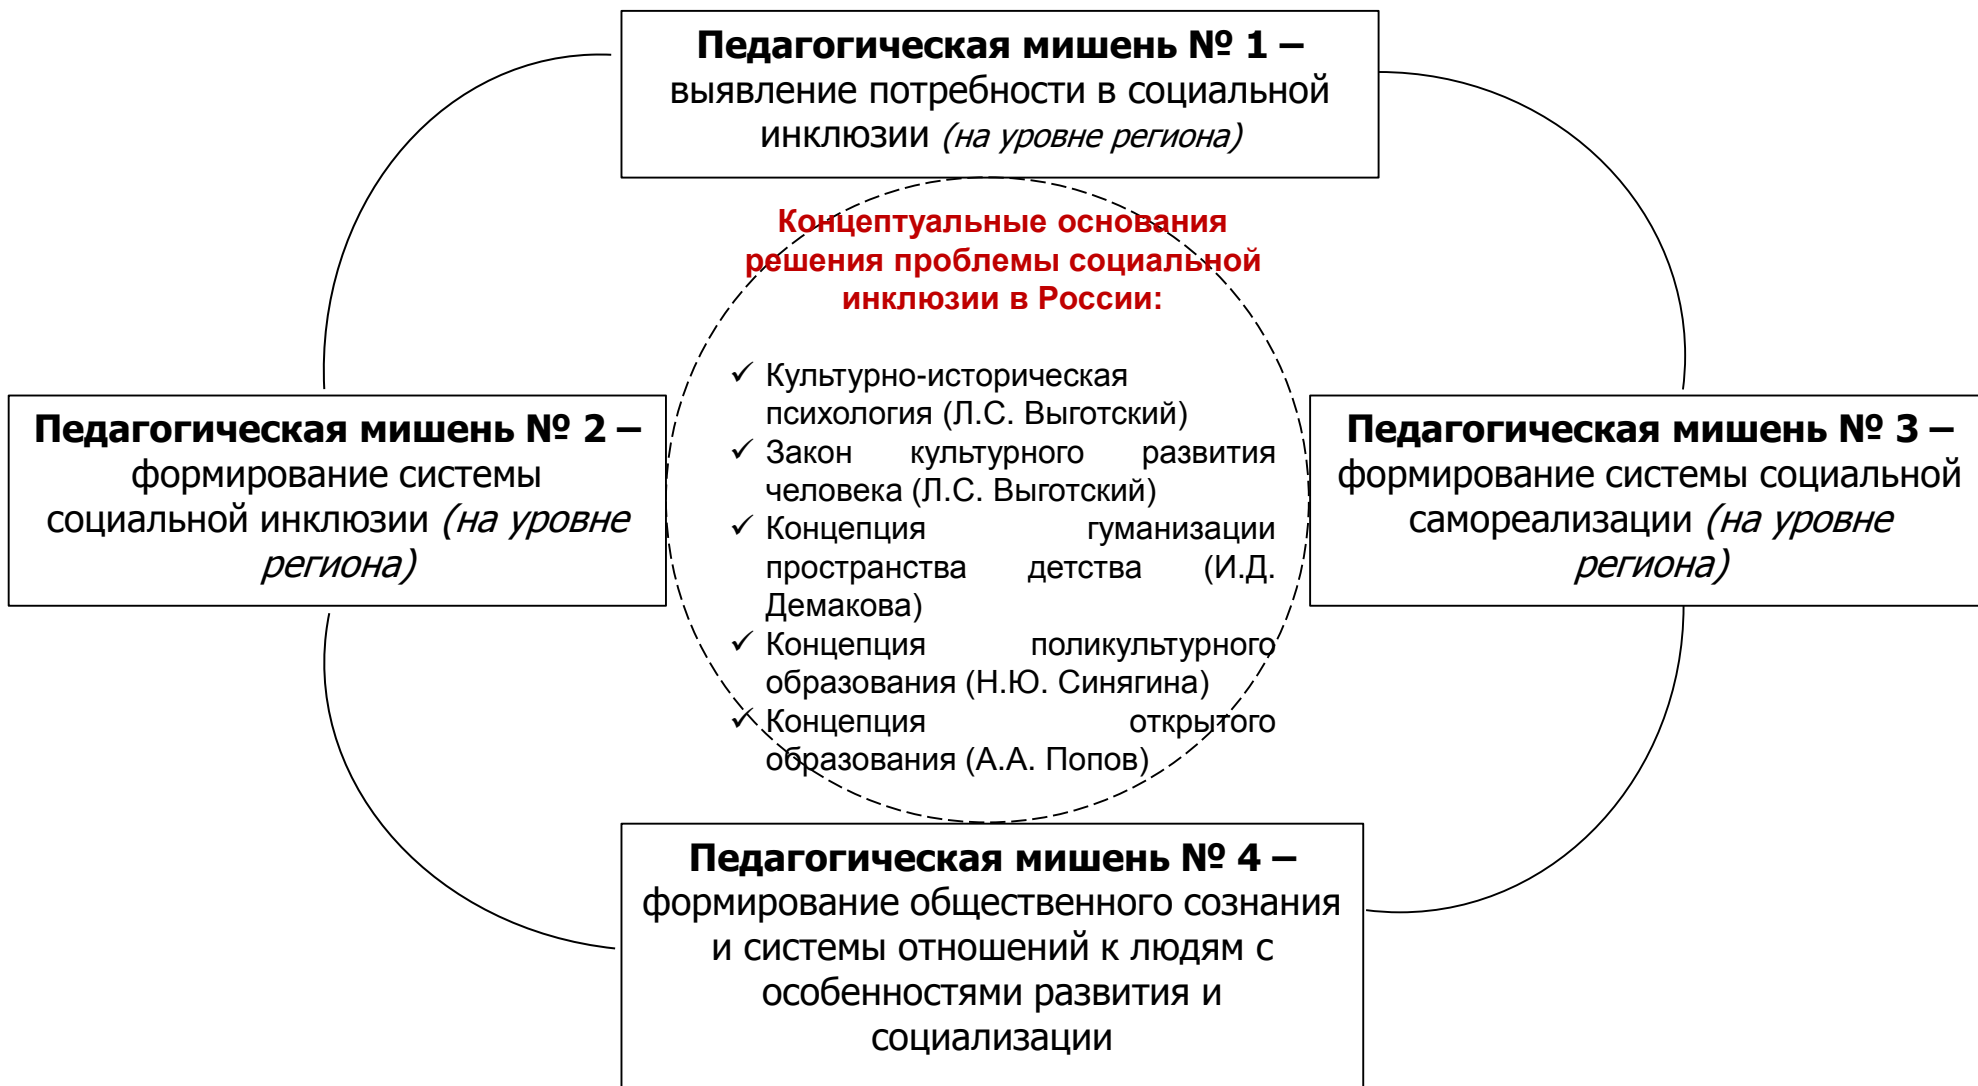 Педагогическая мишень № 1 –
выявление потребности в социальной
инклюзии (на уровне региона)
Концептуальные основания
решения проблемы социальной
инклюзии в России:
✓ Культурно-историческая
психология (Л.С. Выготский)
✓ Закон культурного развития
человека (Л.С. Выготский)
✓ Концепция гуманизации
пространства детства (И.Д.
Демакова)
✓ Концепция поликультурного
образования (Н.Ю. Синягина)
✓ Концепция открытого
образования (А.А. Попов)
Педагогическая мишень № 2 –
формирование системы
социальной инклюзии (на уровне
региона)
Педагогическая мишень № 3 –
формирование системы социальной
самореализации (на уровне
региона)
Педагогическая мишень № 4 –
формирование общественного сознания
и системы отношений к людям с
особенностями развития и
социализации